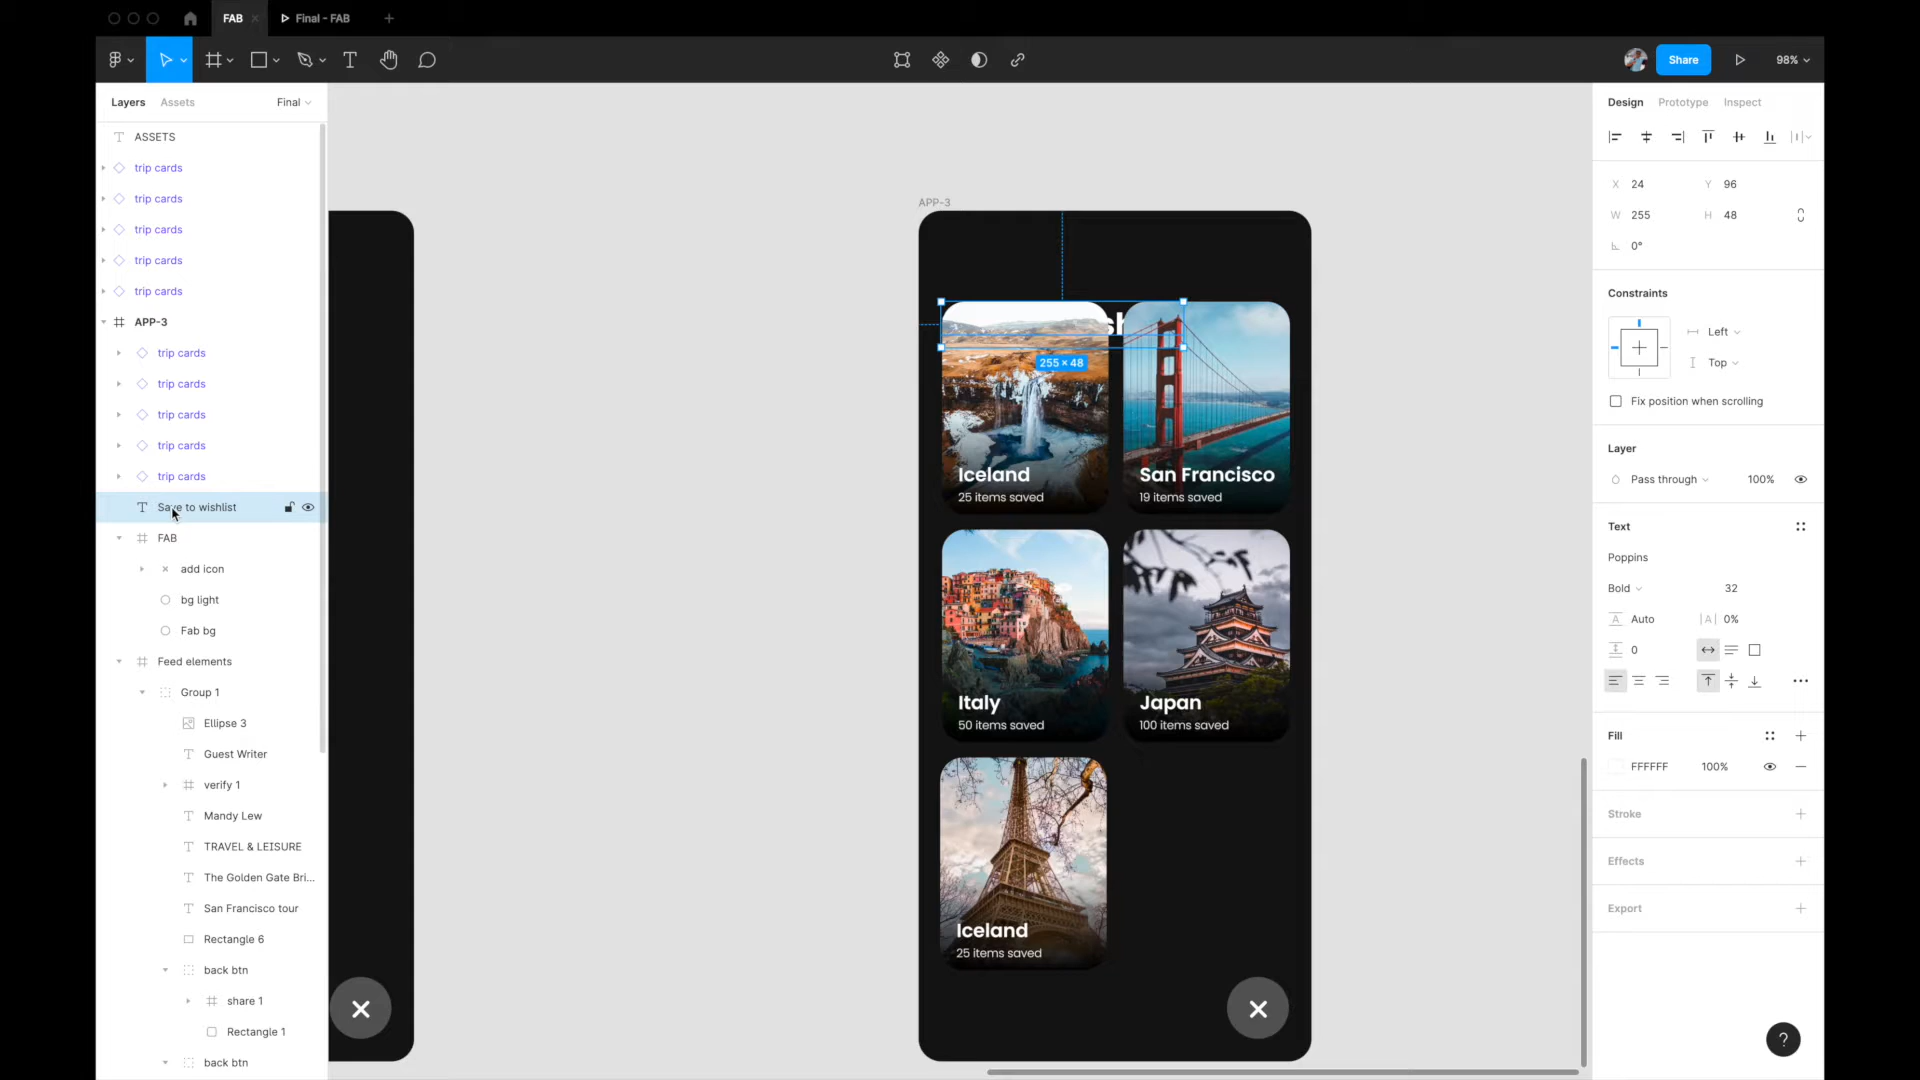 FAB
Final - FAB
Share
98%
Layers
Assets
Final
ASSETS
trip cards
trip cards
trip cards
trip cards
trip cards
APP-3
trip cards
trip cards
trip cards
trip cards
trip cards
Save to wishlist
FAB
add icon
bg light
Fab bg
Feed elements
Group 1
Ellipse 3
Guest Writer
verify 1
Mandy Lew
TRAVEL & LEISURE
The Golden Gate Bri...
San Francisco tour
Rectangle 6
back btn
share 1
Rectangle 1
back btn
APP-3
sh
255 × 48
Iceland
25 items saved
San Francisco
19 items saved
Italy
50 items saved
Japan
100 items saved
Iceland
25 items saved
Design
Prototype
Inspect
X 24
Y 96
W 255
H 48
0°
Constraints
Left
Top
Fix position when scrolling
Layer
Pass through
100%
Text
Poppins
Bold
32
A Auto
|A| 0%
0
Fill
FFFFFF
100%
Stroke
Effects
Export
?